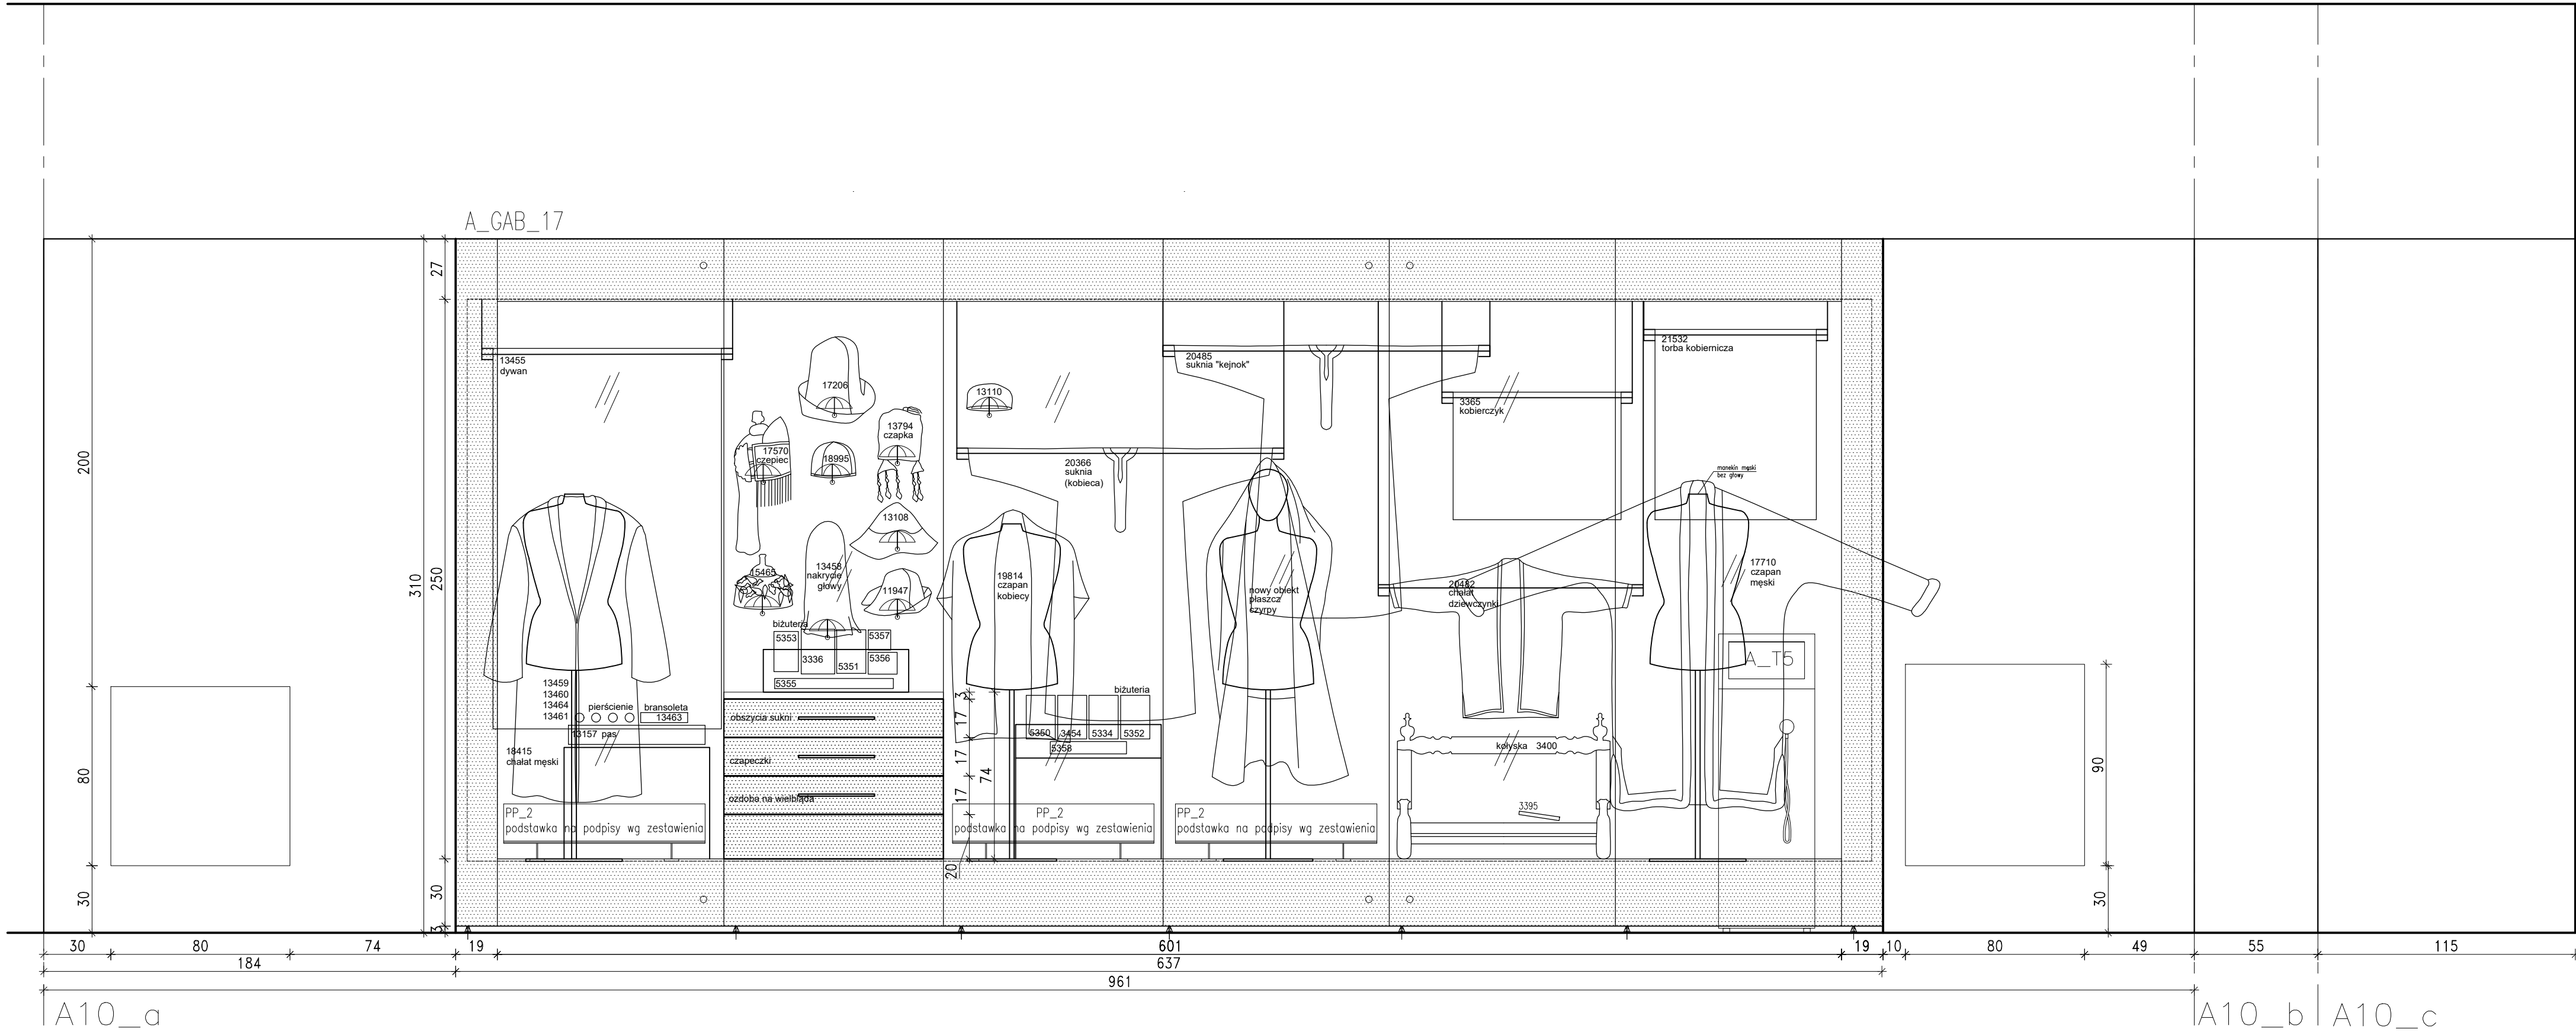 A_GAB_17
27
200
310
250
80
30
30
3
13455
dywan
17206
13110
20485
suknia "kejnok"
21532
torba kobiernicza
3365
kobierczyk
13794
czapka
17570
czepiec
18995
20366
suknia
(kobieca)
manekin męski
bez głowy
13108
15465
13458
nakrycie
głowy
11947
19814
czapan
kobiecy
nowy obiekt
płaszcz
czyrpy
20482
chałat
dziewczynki
17710
czapan
męski
biżuteria
5353
3336
5351
5357
5356
5355
A_T5
13459
13460
13464
13461
pierścienie
bransoleta
13463
13157 pas
18415
chałat męski
obszycia sukni
czapeczki
ozdoba na wielbłąda
3
17
17
17
74
20
biżuteria
5350
3454
5334
5352
5358
kołyska 3400
3395
PP_2
podstawka na podpisy wg zestawienia
PP_2
podstawka na podpisy wg zestawienia
PP_2
podstawka na podpisy wg zestawienia
90
30
30
80
74
19
601
19
10
80
49
55
115
184
637
961
A10_a
A10_b
A10_c